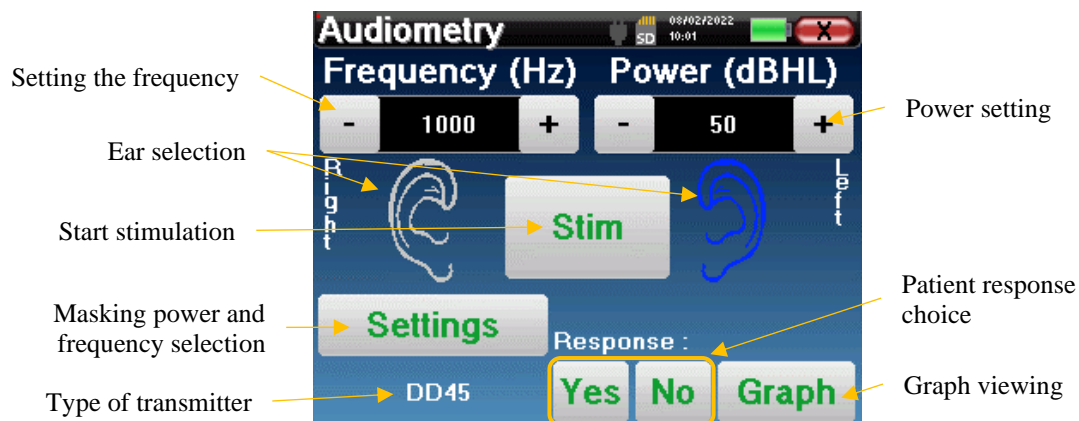 Audiometry
SD
08/02/2022
10:01
X
Frequency (Hz)
Power (dBHL)
Setting the frequency
- 1000 +
- 50 +
Power setting
Ear selection
Right
Left
Start stimulation
Stim
Masking power and
frequency selection
Settings
Patient response
choice
Response :
Type of transmitter
DD45
Yes
No
Graph
Graph viewing